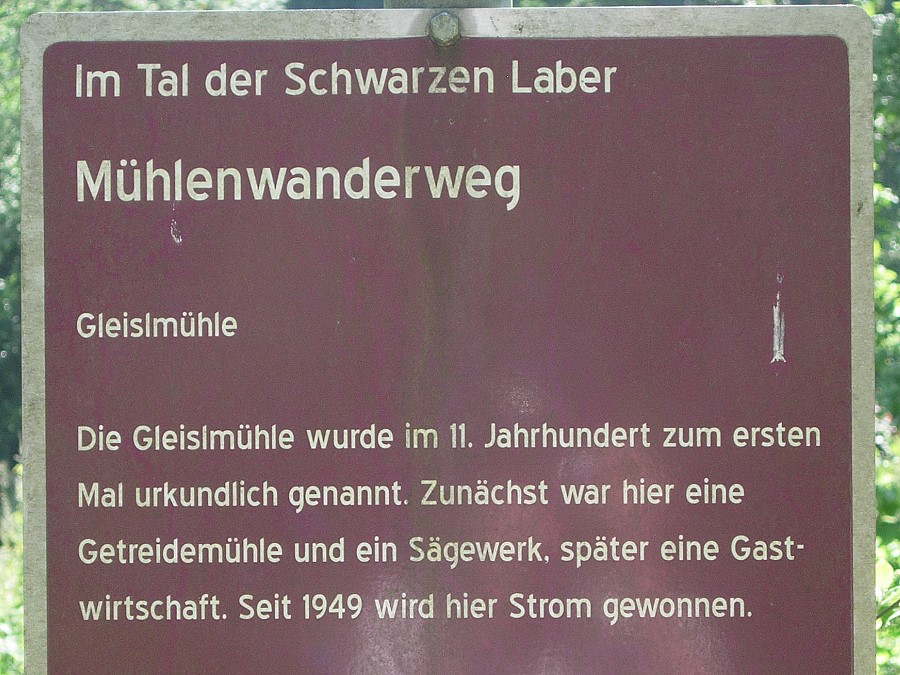 Im Tal der Schwarzen Laber
Mühlenwanderweg
Gleislmühle
Die Gleislmühle wurde im 11. Jahrhundert zum ersten
Mal urkundlich genannt. Zunächst war hier eine
Getreidemühle und ein Sägewerk, später eine Gast-
wirtschaft. Seit 1949 wird hier Strom gewonnen.